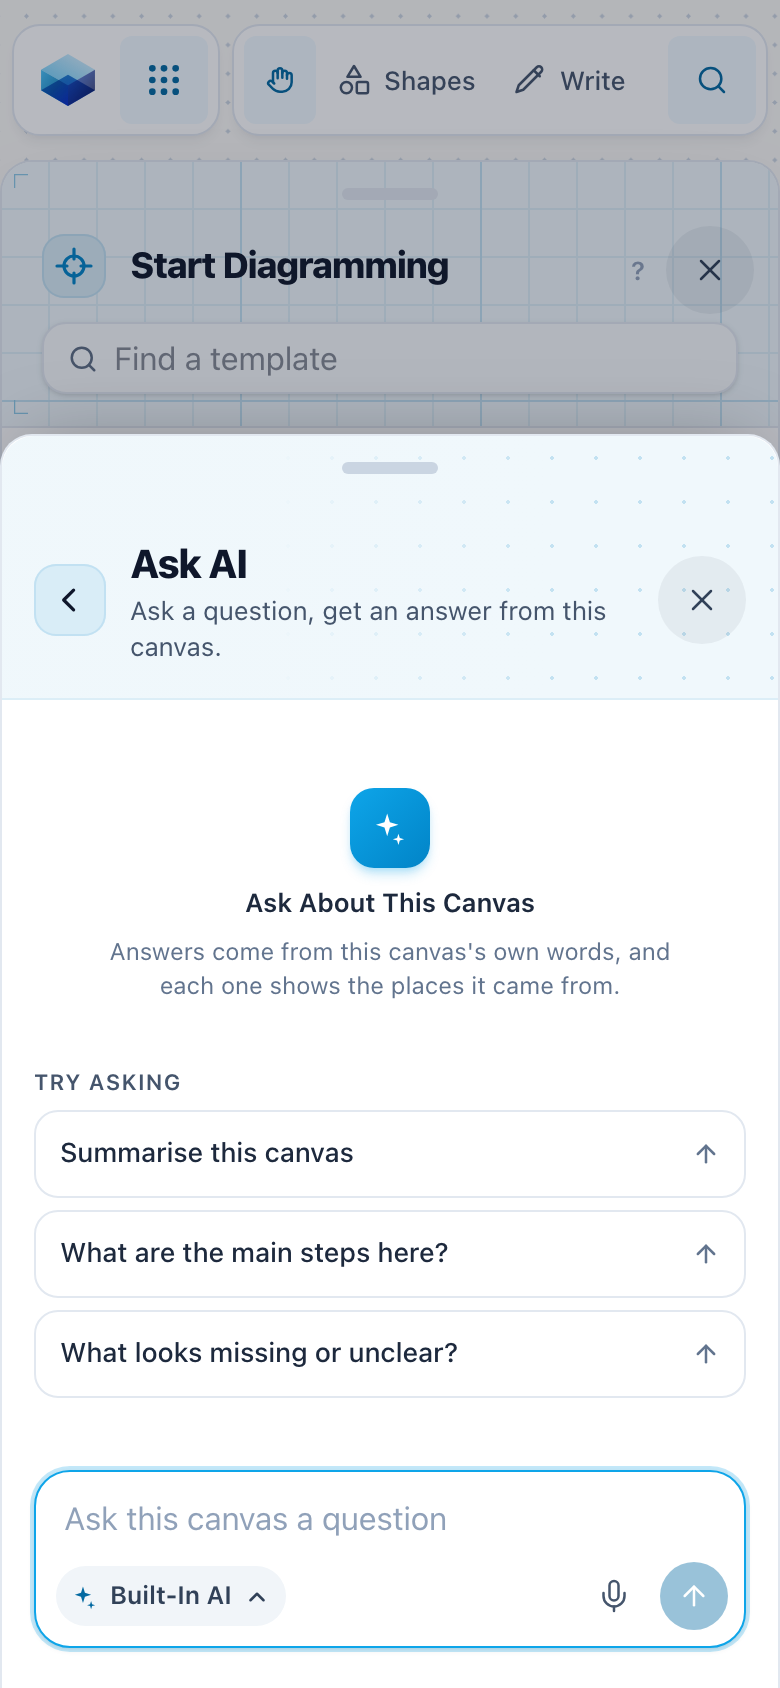 Shapes
Write
Start Diagramming
?
Find a template
Ask AI
Ask a question, get an answer from this
canvas.
Ask About This Canvas
Answers come from this canvas's own words, and
each one shows the places it came from.
TRY ASKING
Summarise this canvas
What are the main steps here?
What looks missing or unclear?
Ask this canvas a question
Built-In AI